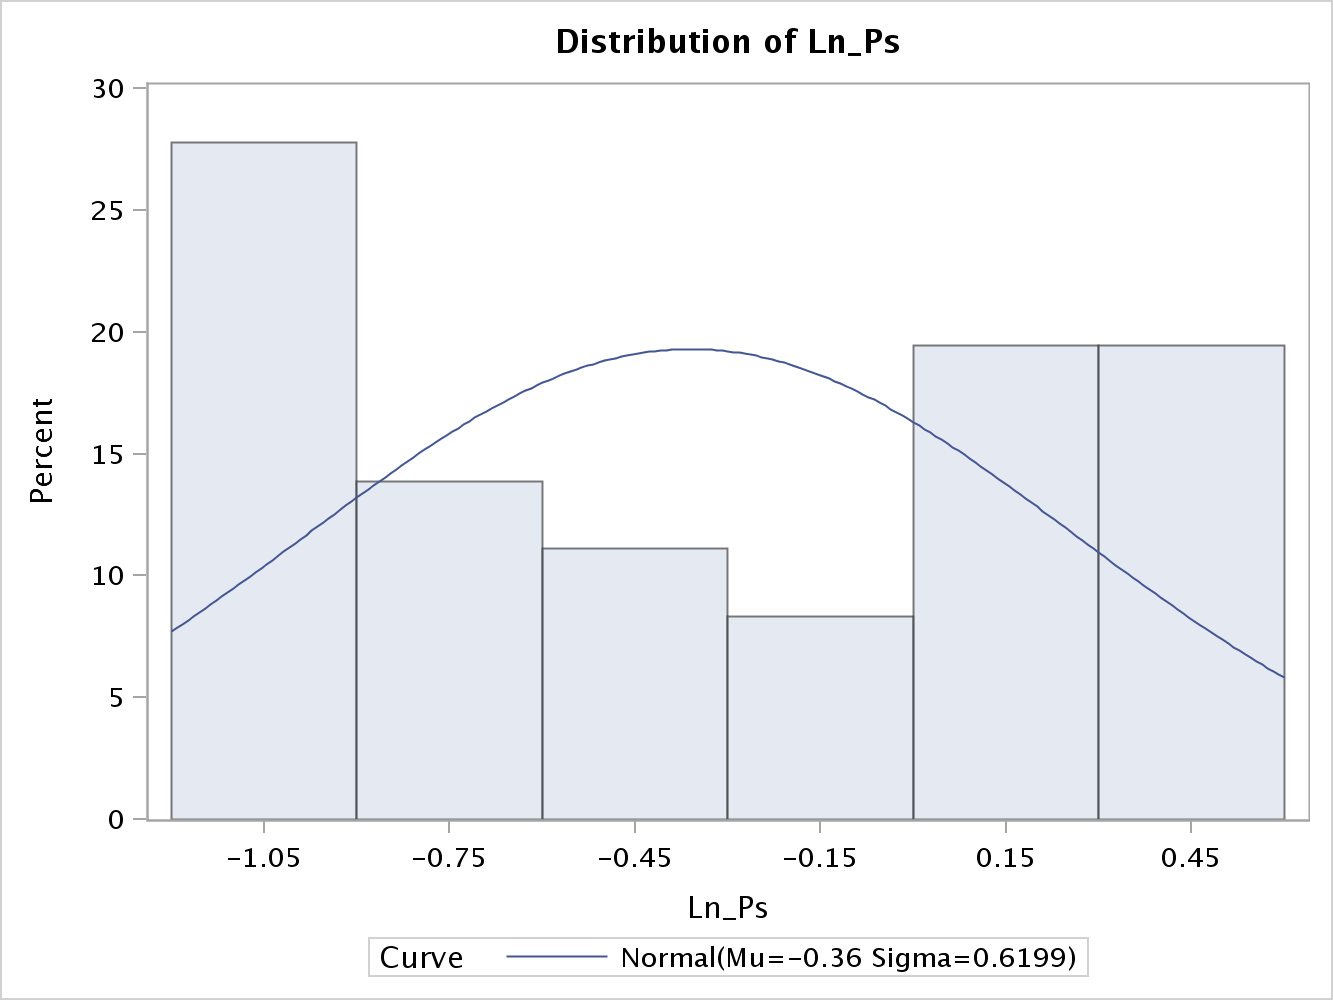 Distribution of Ln_Ps
30
25
20
15
10
5
0
Percent
-1.05 -0.75 -0.45 -0.15 0.15 0.45
Ln_Ps
Curve Normal(Mu=-0.36 Sigma=0.6199)